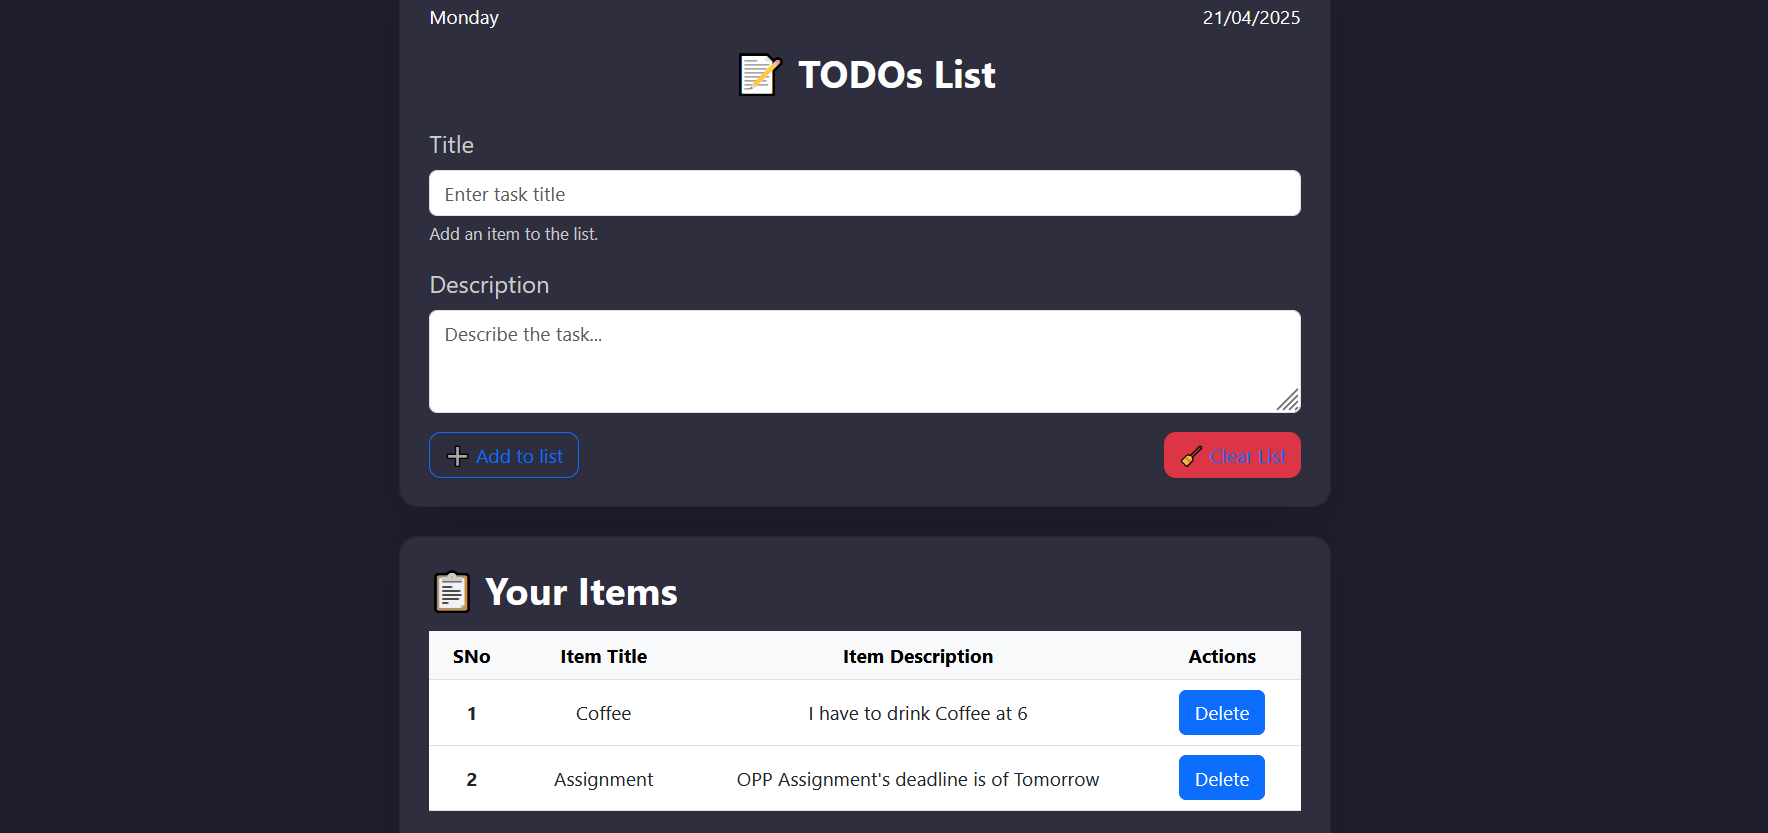 Monday 21/04/2025
📝 TODOs List
Title
Enter task title
Add an item to the list.
Description
Describe the task...
➕ Add to list 🧹 Clear List
📋 Your Items
SNo Item Title Item Description Actions
1 Coffee I have to drink Coffee at 6 Delete
2 Assignment OPP Assignment's deadline is of Tomorrow Delete